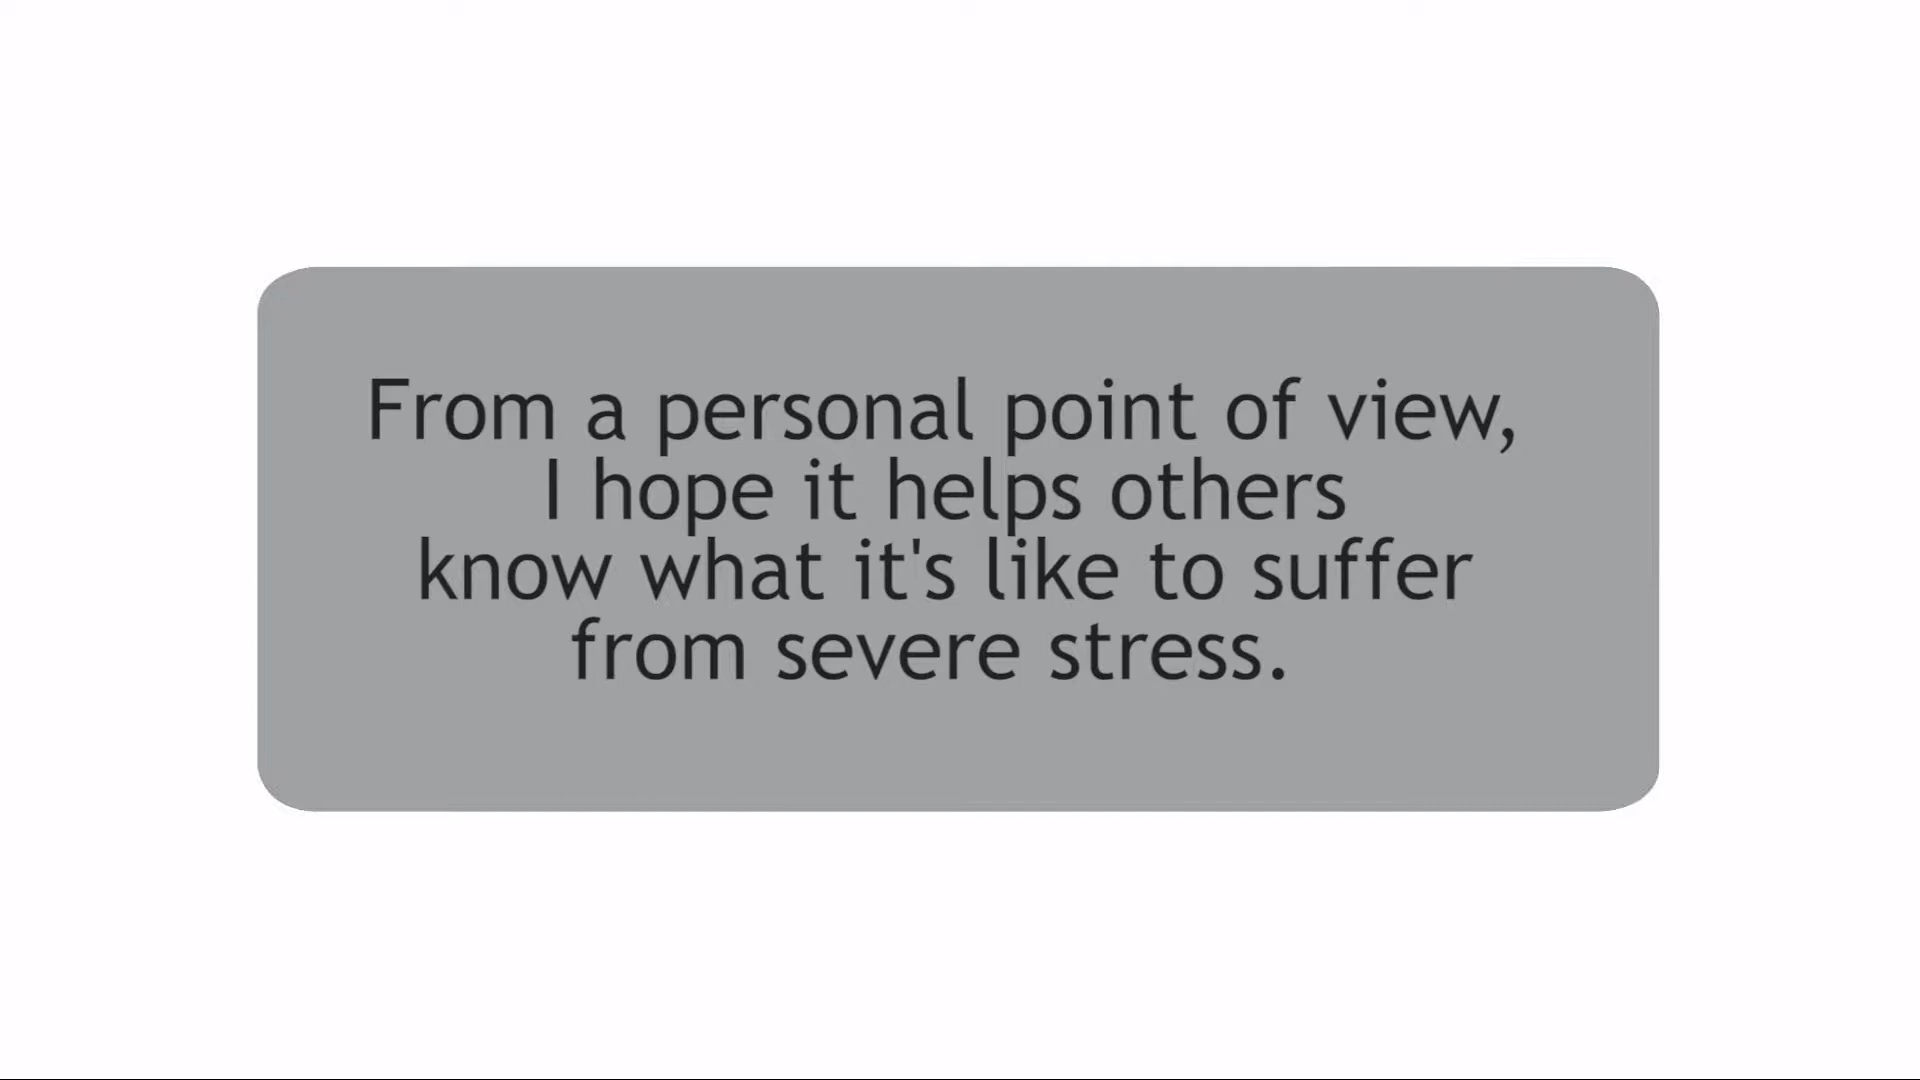 From a personal point of view,
I hope it helps others
know what it's like to suffer
from severe stress.